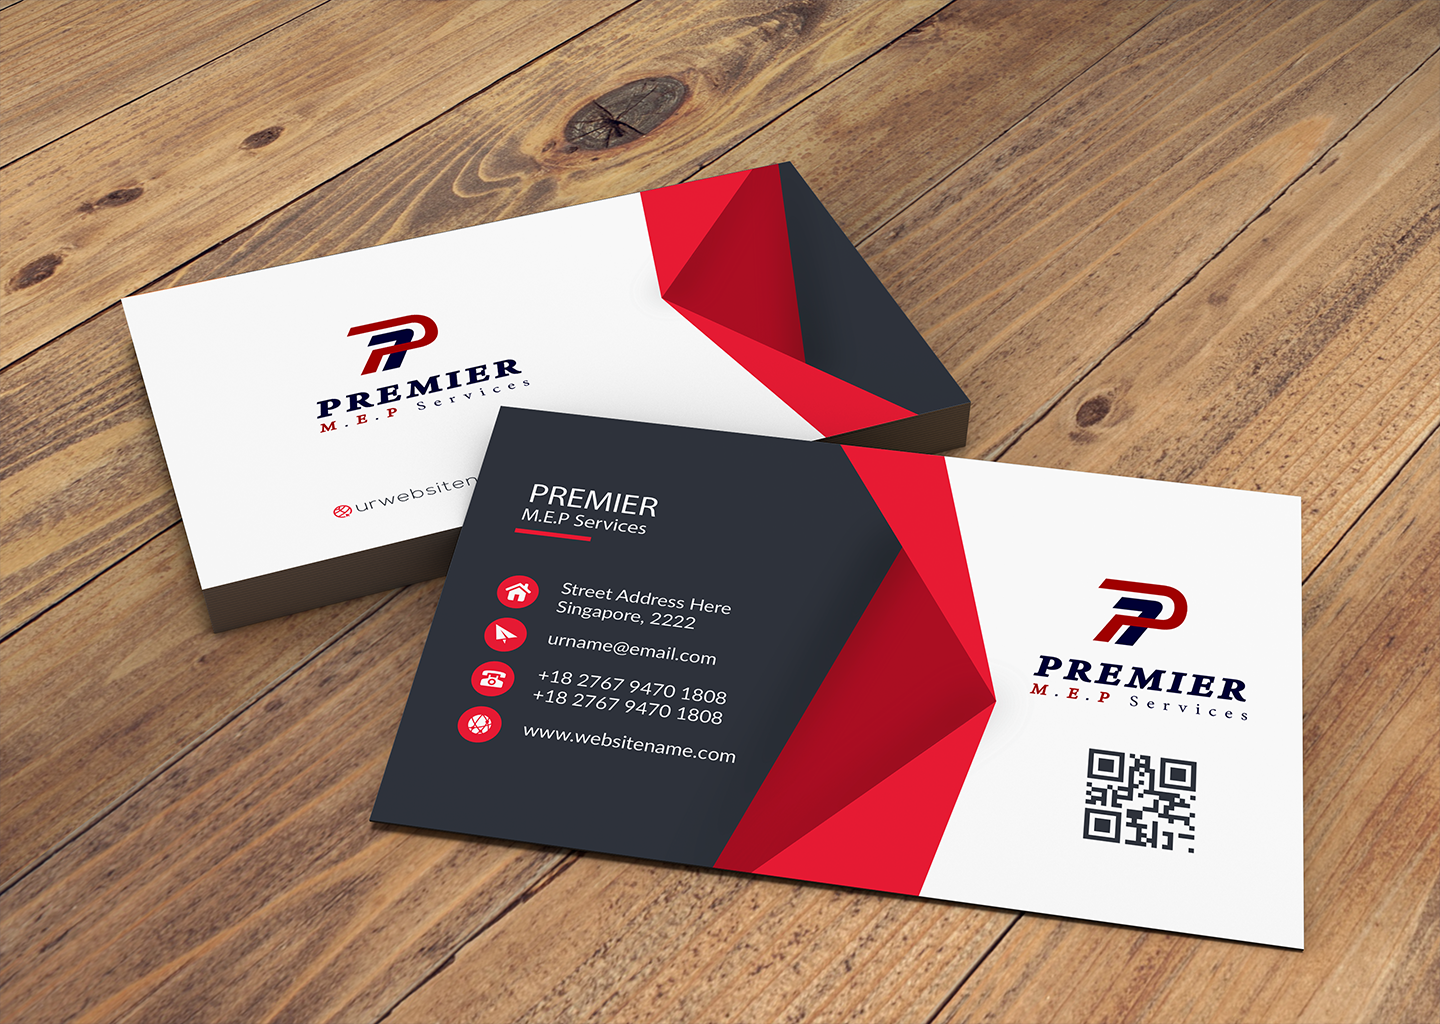 PREMIER
M.E.P Services
urwebsiten
PREMIER
M.E.P Services
Street Address Here
Singapore, 2222
urname@email.com
+18 2767 9470 1808
+18 2767 9470 1808
www.websitename.com
PREMIER
M.E.P Services